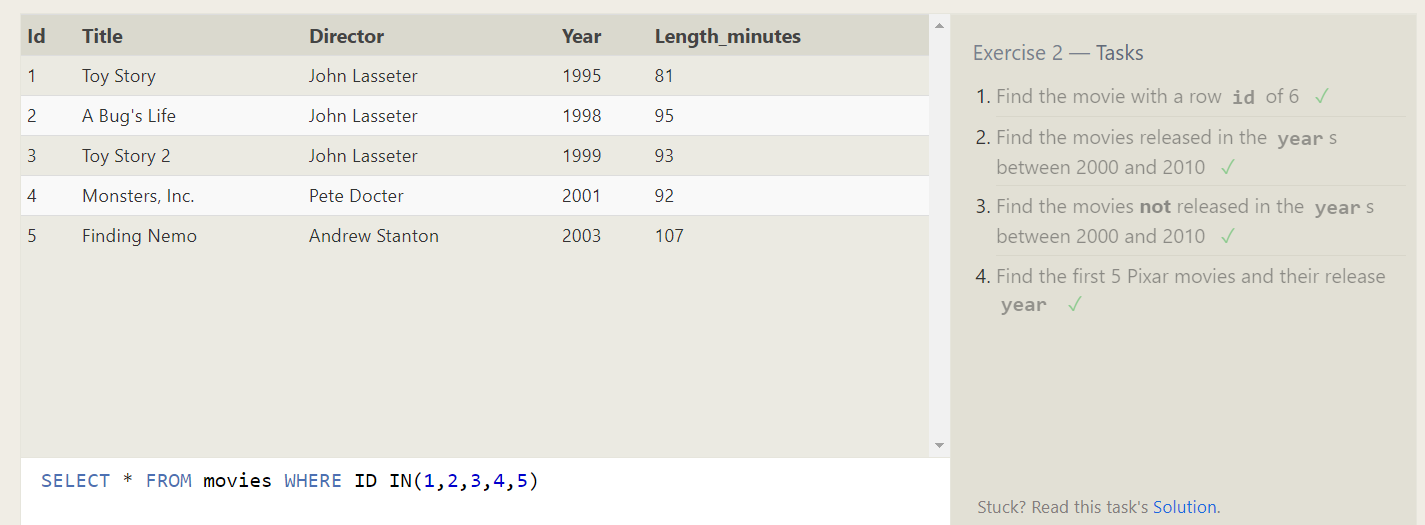 Id Title Director Year Length_minutes
1 Toy Story John Lasseter 1995 81
2 A Bug's Life John Lasseter 1998 95
3 Toy Story 2 John Lasseter 1999 93
4 Monsters, Inc. Pete Docter 2001 92
5 Finding Nemo Andrew Stanton 2003 107
SELECT * FROM movies WHERE ID IN(1,2,3,4,5)
Exercise 2 — Tasks
1. Find the movie with a row id of 6 ✓
2. Find the movies released in the year s
between 2000 and 2010 ✓
3. Find the movies not released in the year s
between 2000 and 2010 ✓
4. Find the first 5 Pixar movies and their release
year ✓
Stuck? Read this task's Solution.